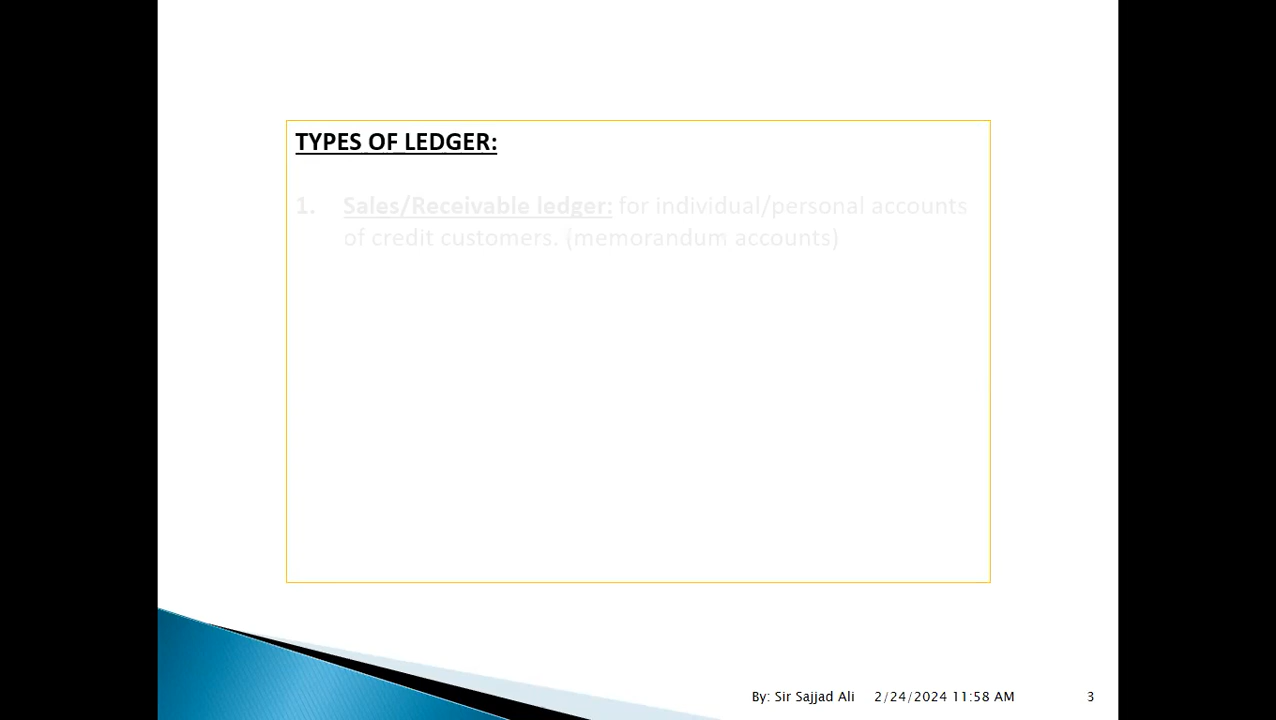 TYPES OF LEDGER:
1. Sales/Receivable ledger: for individual/personal accounts
of credit customers. (memorandum accounts)
By: Sir Sajjad Ali 2/24/2024 11:58 AM 3